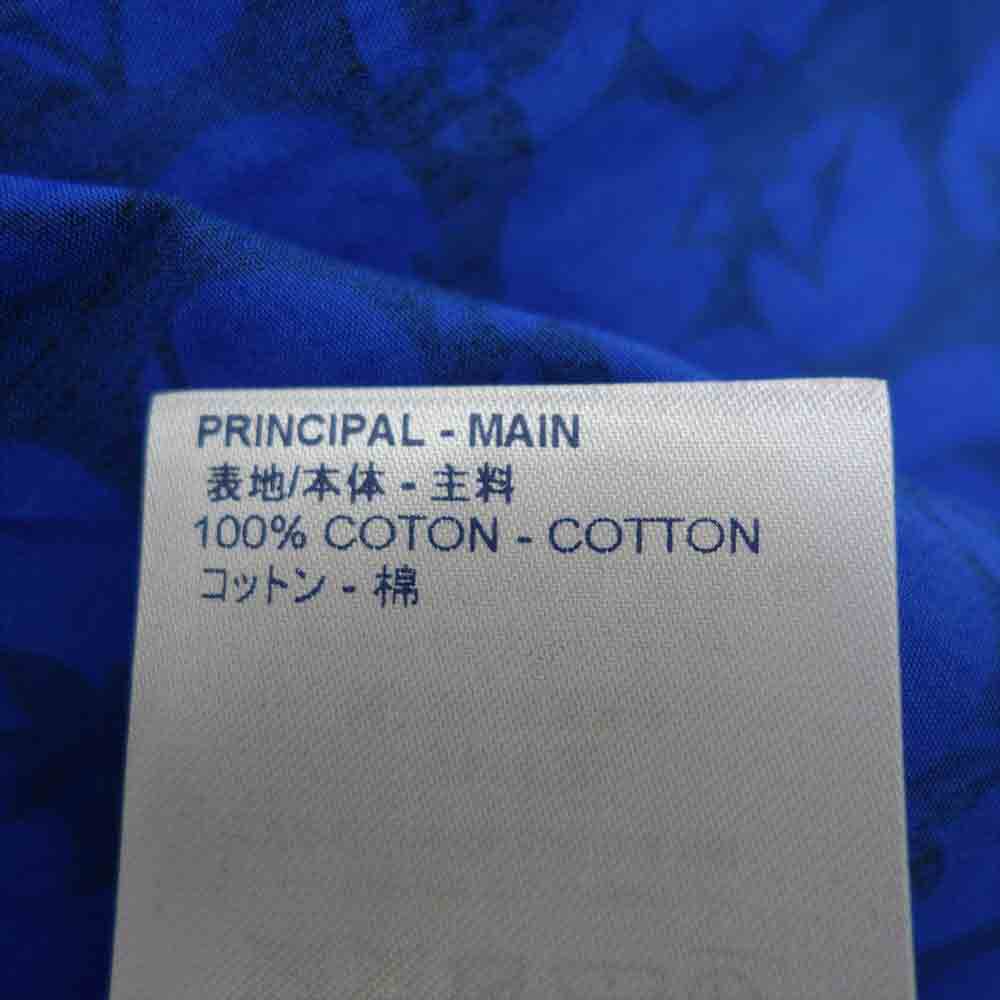 PRINCIPAL - MAIN
表地/本体 - 主料
100% COTON - COTTON
コットン - 棉